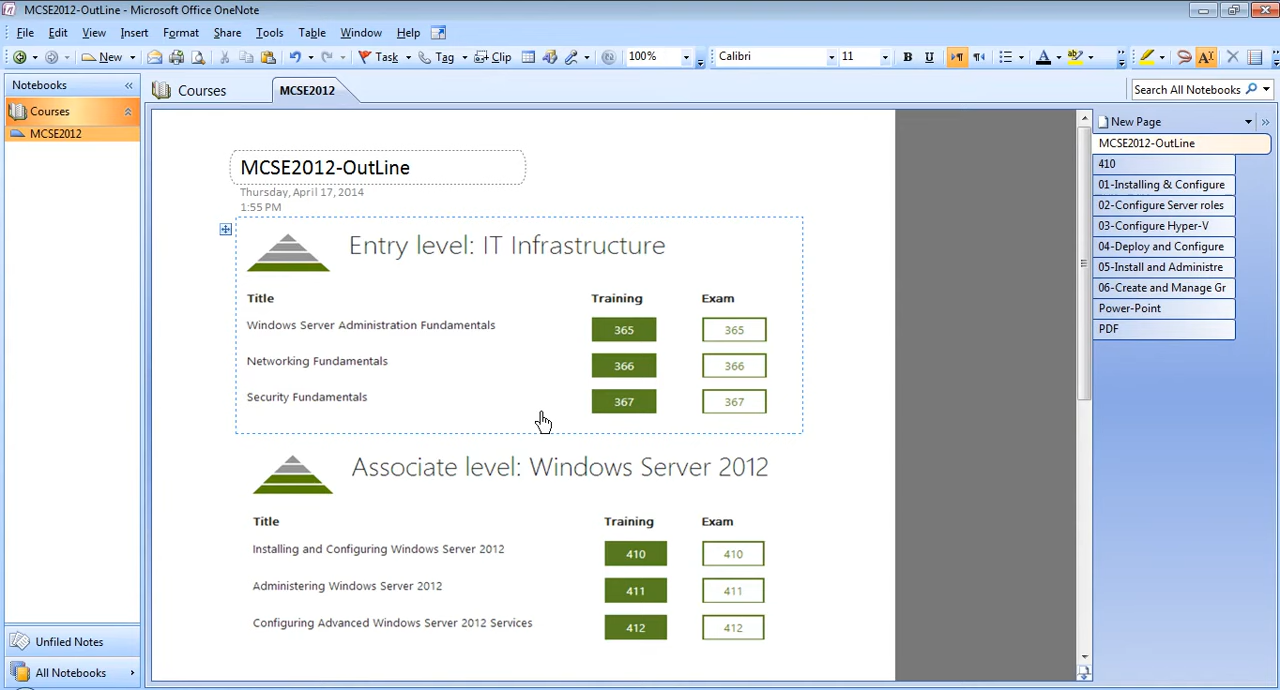 MCSE2012-OutLine - Microsoft Office OneNote
File Edit View Insert Format Share Tools Table Window Help
New Task Tag Clip 100% Calibri 11 B U
Notebooks
Courses
MCSE2012
Courses MCSE2012
Search All Notebooks
MCSE2012-OutLine
Thursday, April 17, 2014
1:55 PM
Entry level: IT Infrastructure
Title Training Exam
Windows Server Administration Fundamentals 365 365
Networking Fundamentals 366 366
Security Fundamentals 367 367
Associate level: Windows Server 2012
Title Training Exam
Installing and Configuring Windows Server 2012 410 410
Administering Windows Server 2012 411 411
Configuring Advanced Windows Server 2012 Services 412 412
New Page
MCSE2012-OutLine
410
01-Installing & Configure
02-Configure Server roles
03-Configure Hyper-V
04-Deploy and Configure
05-Install and Administre
06-Create and Manage Gr
Power-Point
PDF
Unfiled Notes
All Notebooks